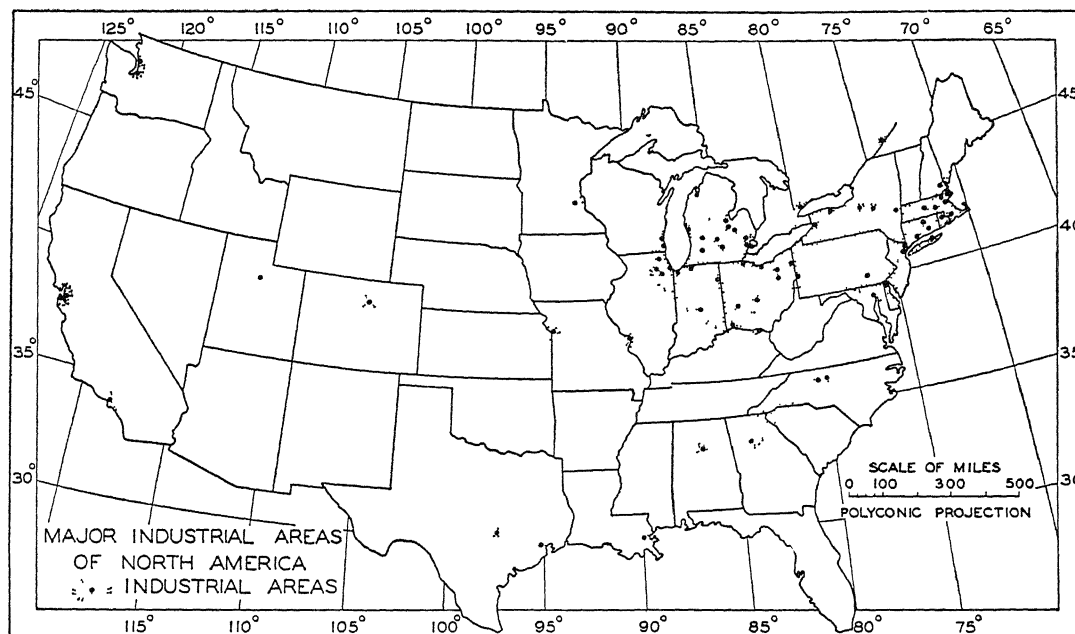 125° 120° 115° 110° 105° 100° 95° 90° 85° 80° 75° 70° 65°
45° 45°
40° 40°
35° 35°
30° 30°
SCALE OF MILES
0 100 300 500
POLYCONIC PROJECTION
MAJOR INDUSTRIAL AREAS
OF NORTH AMERICA
INDUSTRIAL AREAS
115° 110° 105° 100° 95° 90° 85° 80° 75°